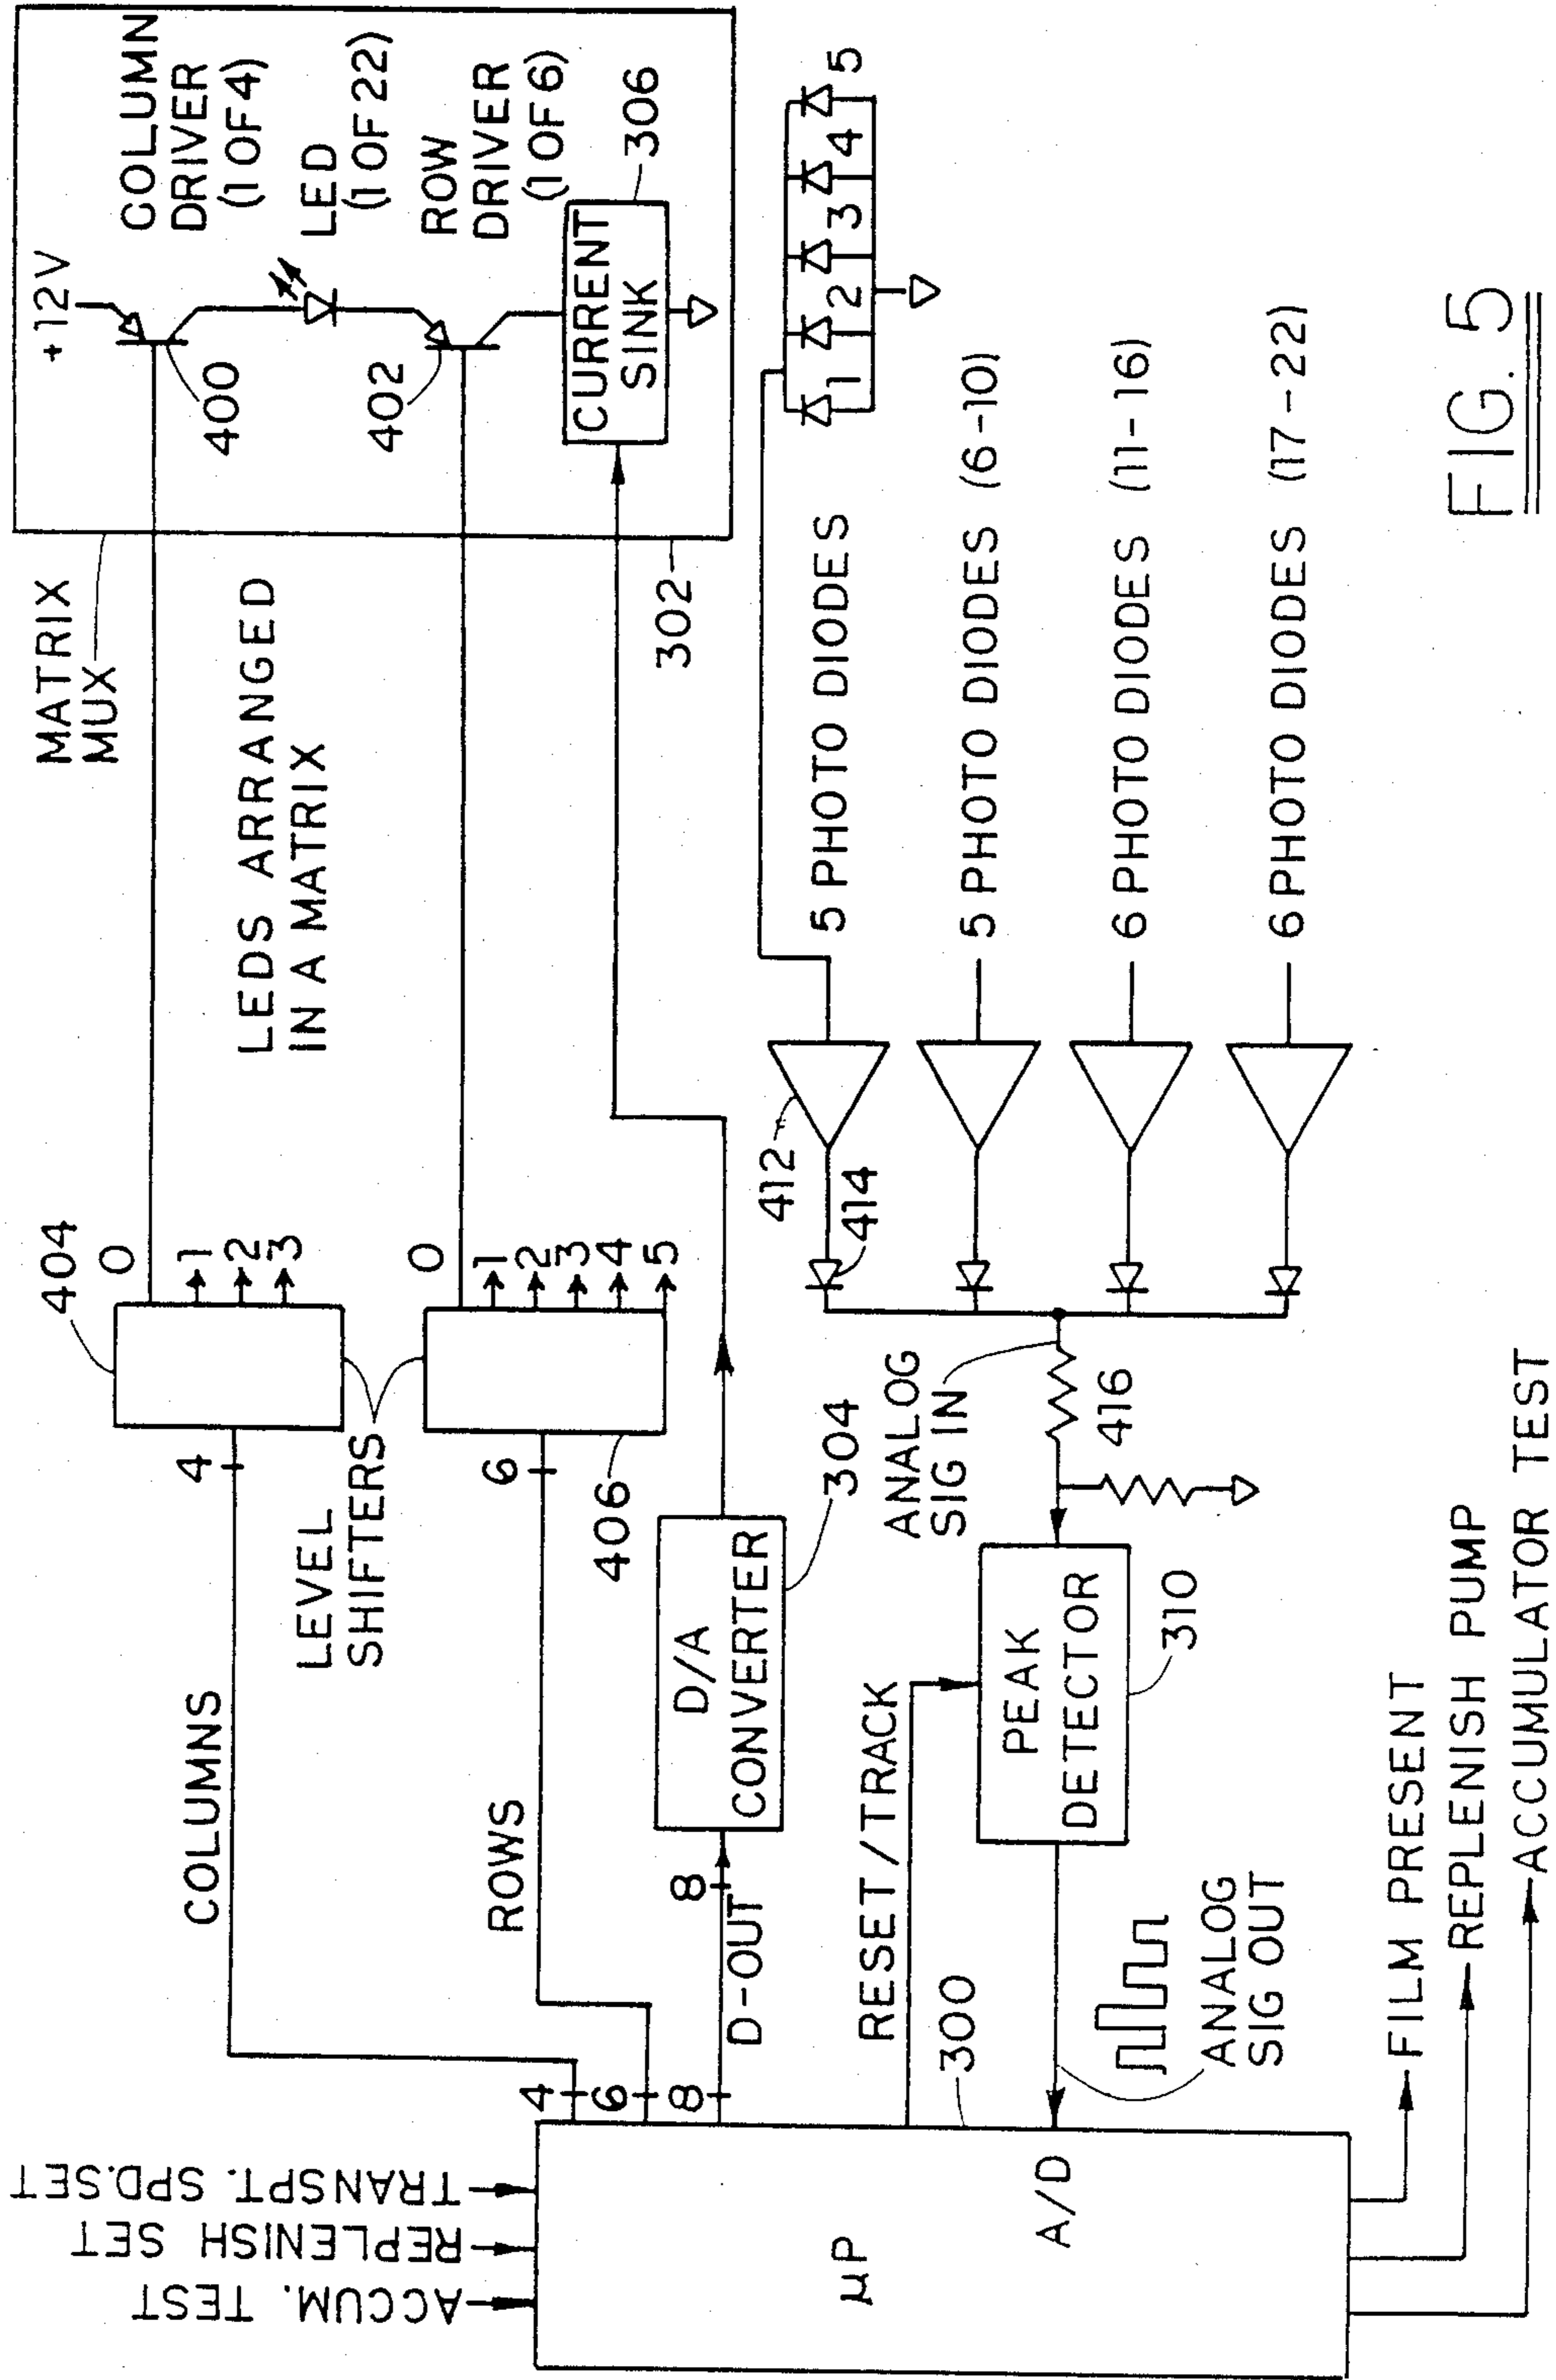 ACCUM. TEST
REPLENISH SET
TRANSPT. SPD.SET
µP
A/D
300
4
6
8
COLUMNS
4
ROWS
6
D-OUT
8
LEVEL
SHIFTERS
404
0
1
2
3
406
0
1
2
3
4
5
D/A
CONVERTER
304
LEDS ARRANGED
IN A MATRIX
MATRIX
MUX
302
+12V
400
COLUMN
DRIVER
(1 OF 4)
LED
(1 OF 22)
402
ROW
DRIVER
(1 OF 6)
CURRENT
SINK
306
RESET/TRACK
PEAK
DETECTOR
310
ANALOG
SIG OUT
ANALOG
SIG IN
416
412
414
5 PHOTO DIODES
1
2
3
4
5
5 PHOTO DIODES (6-10)
6 PHOTO DIODES (11-16)
6 PHOTO DIODES (17-22)
FILM PRESENT
REPLENISH PUMP
ACCUMULATOR TEST
FIG. 5